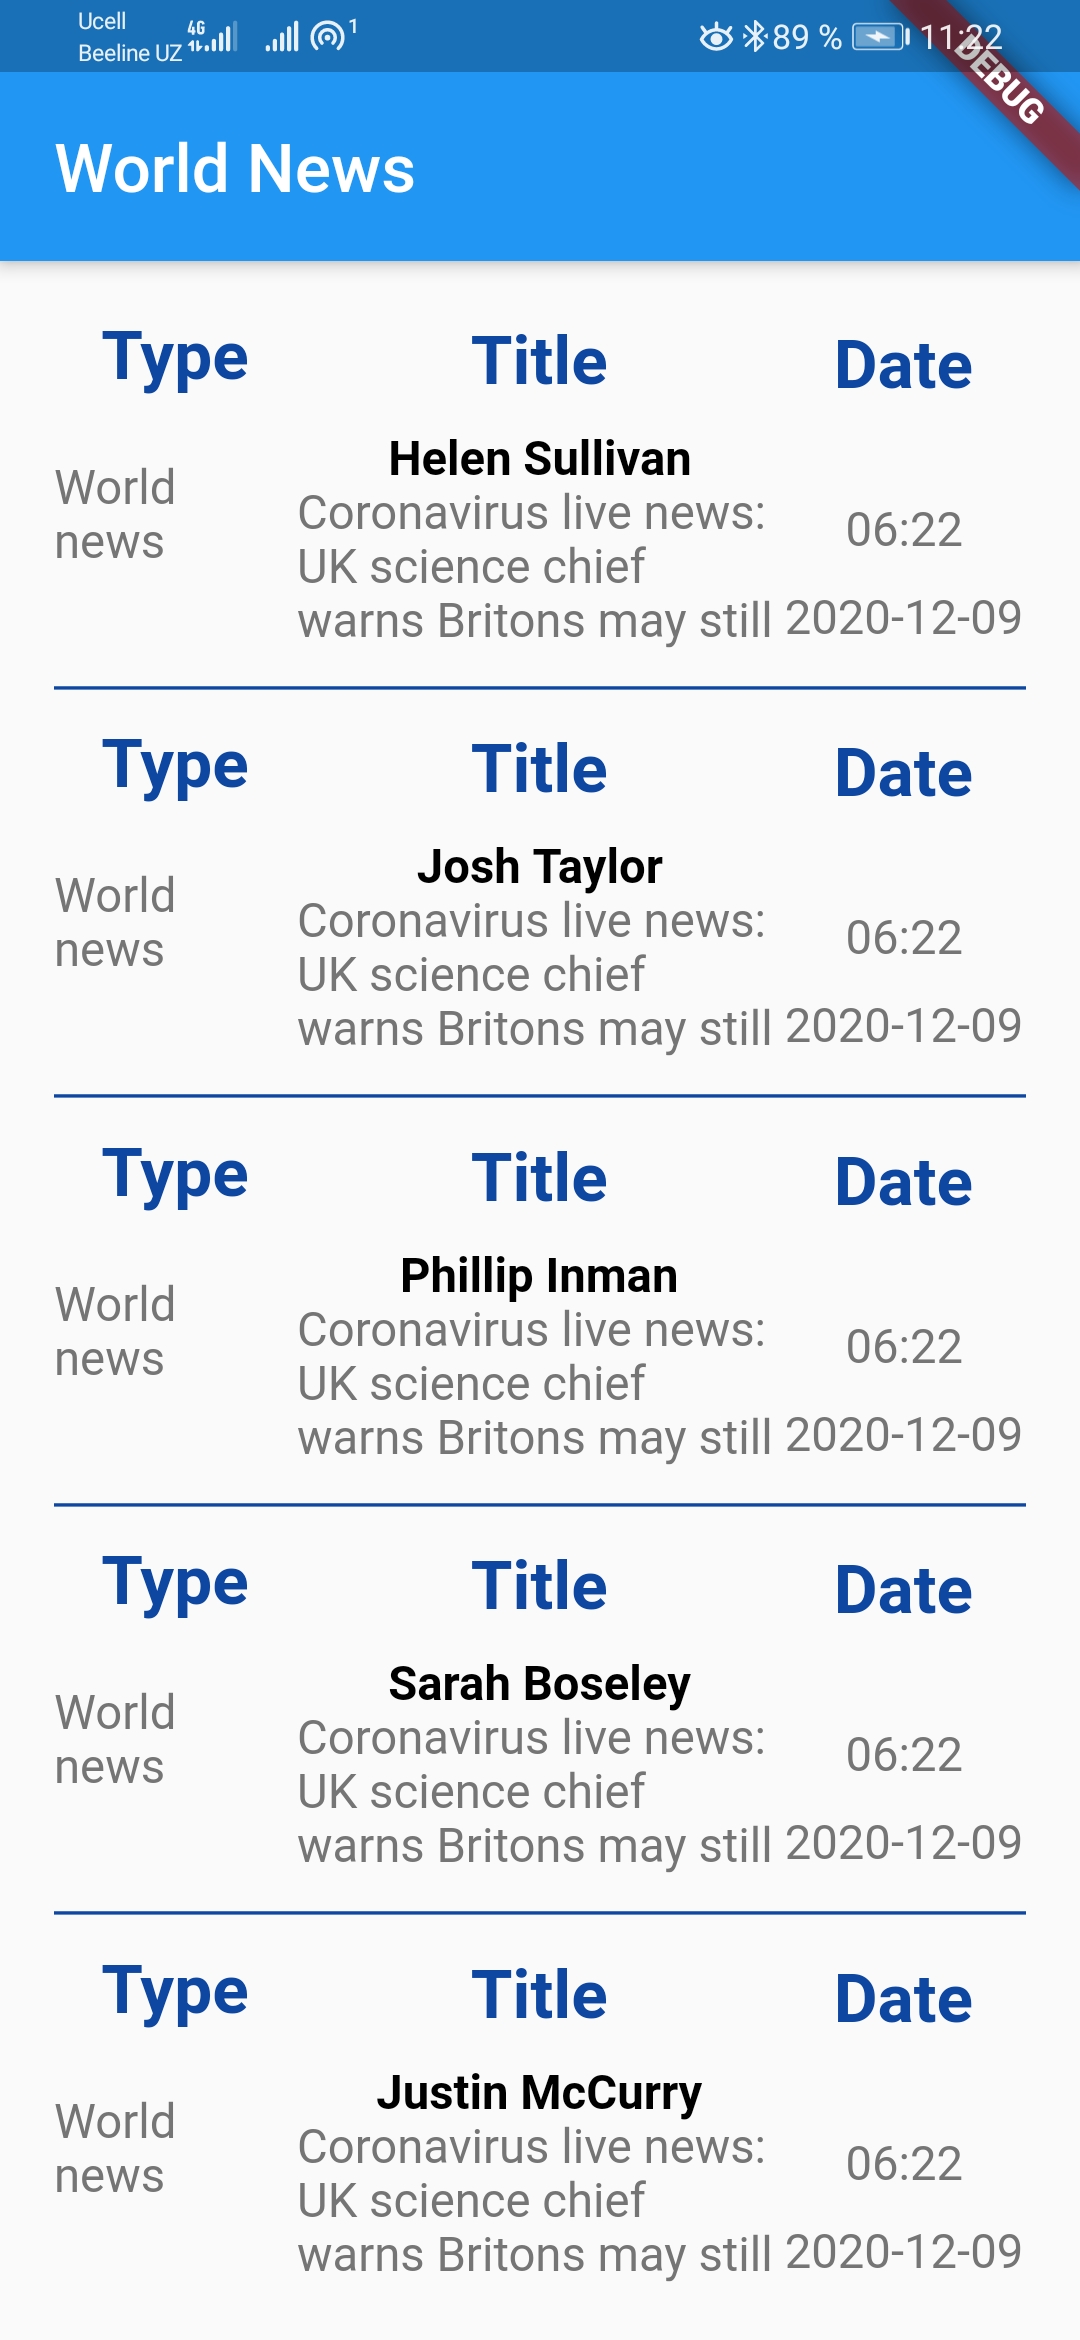 Ucell
Beeline UZ 4G 1 89 % 11:22
DEBUG
World News
Type Title Date
Helen Sullivan
World
news
Coronavirus live news:
UK science chief
warns Britons may still
06:22
2020-12-09
Type Title Date
Josh Taylor
World
news
Coronavirus live news:
UK science chief
warns Britons may still
06:22
2020-12-09
Type Title Date
Phillip Inman
World
news
Coronavirus live news:
UK science chief
warns Britons may still
06:22
2020-12-09
Type Title Date
Sarah Boseley
World
news
Coronavirus live news:
UK science chief
warns Britons may still
06:22
2020-12-09
Type Title Date
Justin McCurry
World
news
Coronavirus live news:
UK science chief
warns Britons may still
06:22
2020-12-09